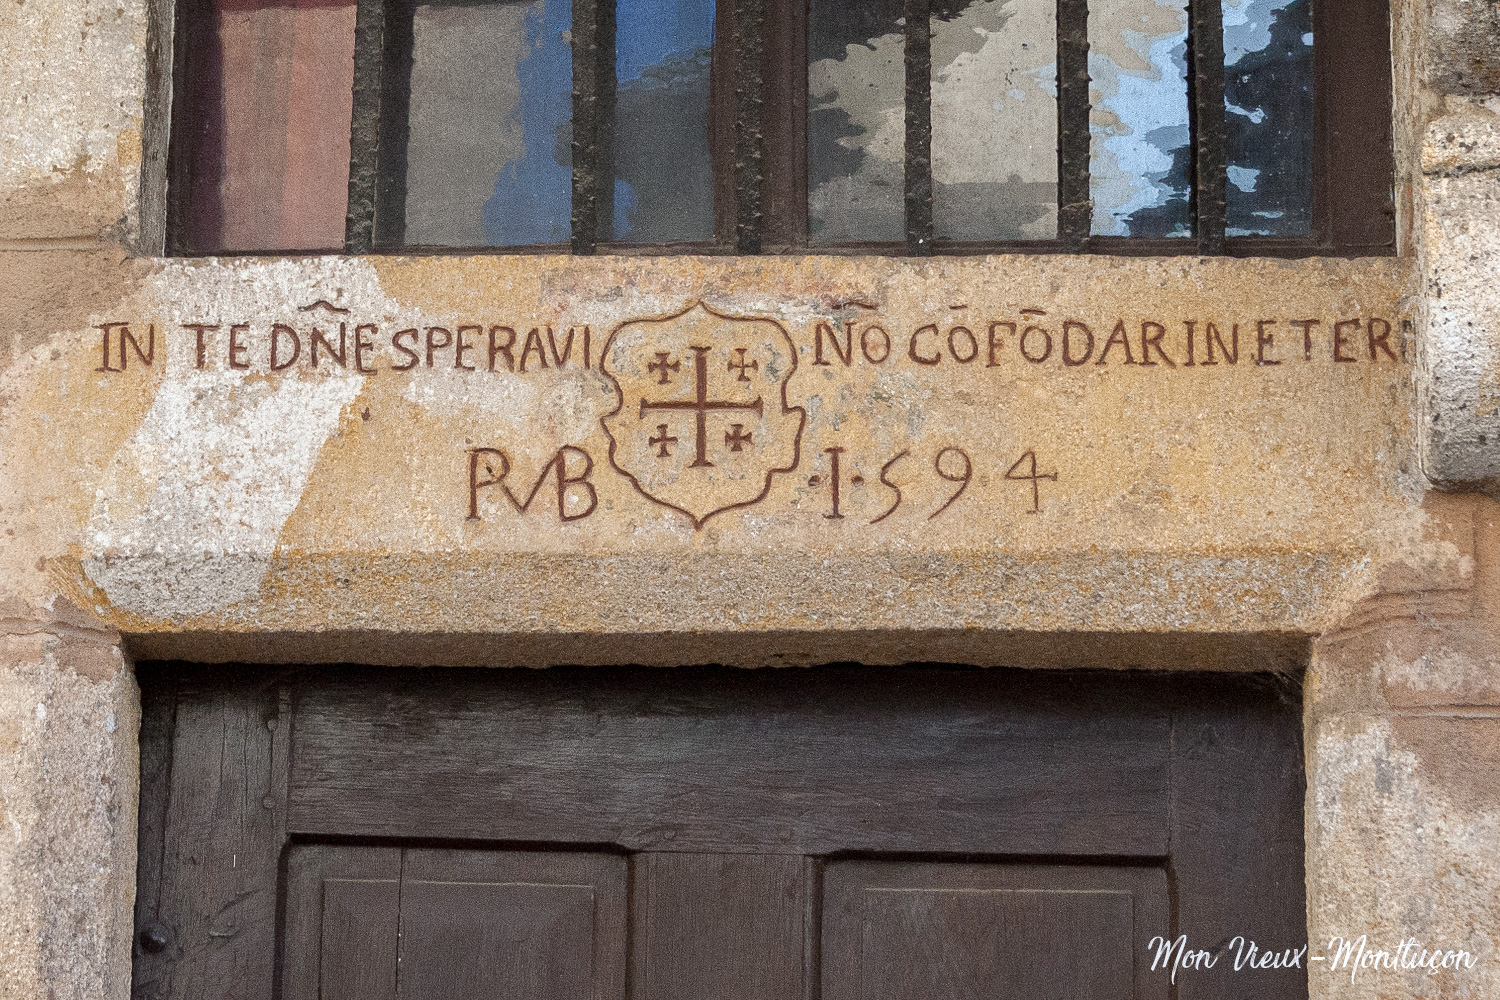 IN TE DÑE SPERAVI NŌ CŌFŌDAR IN ETER
PVB ·1·594
Mon Vieux-Montluçon